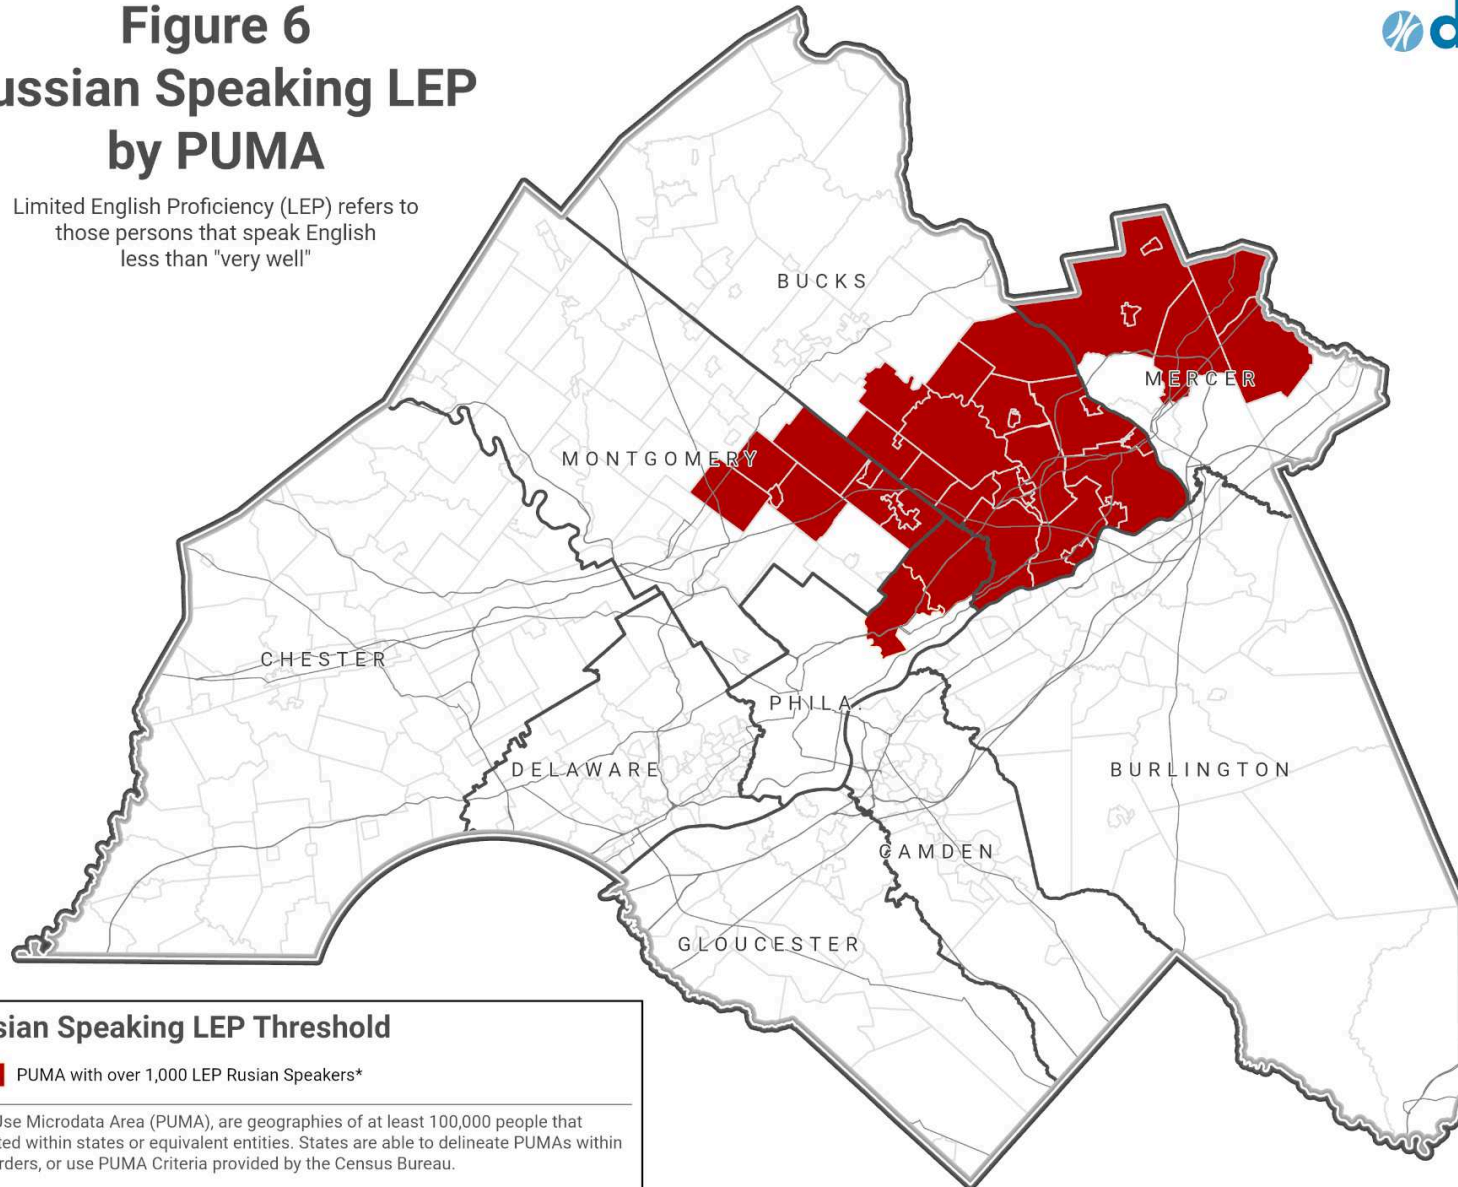 Figure 6
ussian Speaking LEP
by PUMA
Limited English Proficiency (LEP) refers to
those persons that speak English
less than "very well"
d
BUCKS
MERCER
MONTGOMERY
CHESTER
PHILA.
DELAWARE
BURLINGTON
CAMDEN
GLOUCESTER
sian Speaking LEP Threshold
PUMA with over 1,000 LEP Rusian Speakers*
Use Microdata Area (PUMA), are geographies of at least 100,000 people that
ted within states or equivalent entities. States are able to delineate PUMAs within
rders, or use PUMA Criteria provided by the Census Bureau.